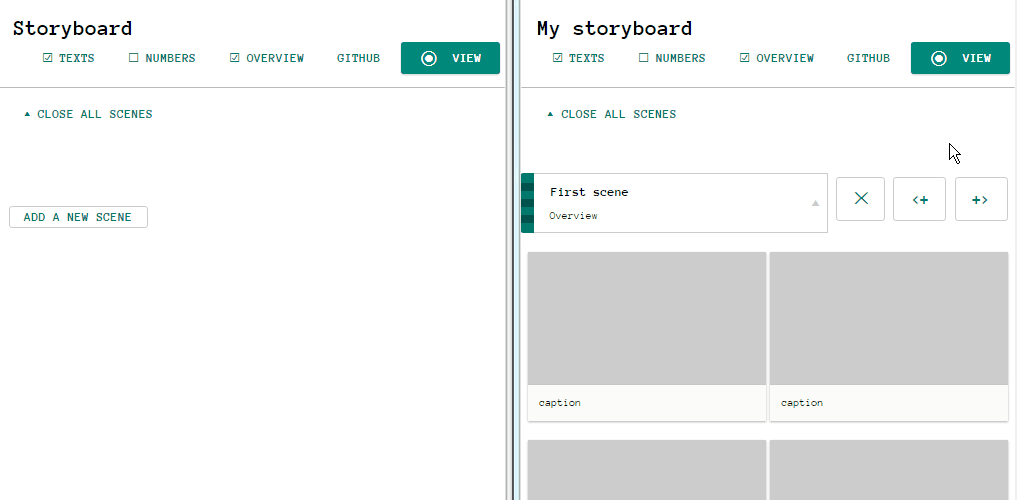 Storyboard
☑ TEXTS ☐ NUMBERS ☑ OVERVIEW GITHUB VIEW
▲ CLOSE ALL SCENES
ADD A NEW SCENE
My storyboard
☑ TEXTS ☐ NUMBERS ☑ OVERVIEW GITHUB VIEW
▲ CLOSE ALL SCENES
First scene
Overview
<+ +>
caption caption